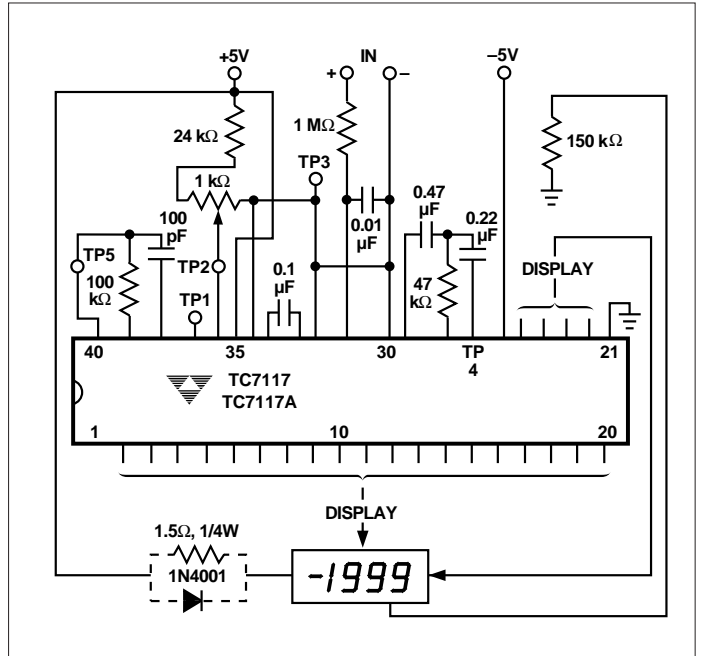 +5V
IN
–5V
+
–
24 kΩ
1 MΩ
150 kΩ
TP3
1 kΩ
0.47
µF
0.22
µF
100
pF
0.01
µF
DISPLAY
TP5
TP2
0.1
µF
47
kΩ
100
kΩ
TP1
40
35
30
TP
4
21
TC7117
TC7117A
1
10
20
DISPLAY
1.5Ω, 1/4W
1N4001
-1999